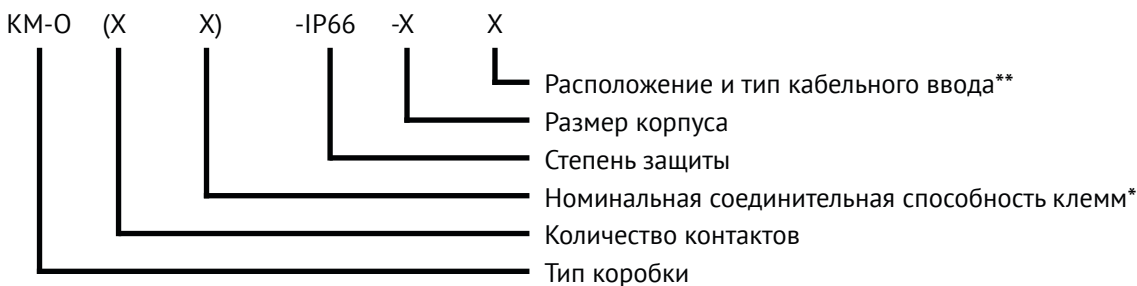 КМ-О (Х Х) -IP66 -Х Х
Расположение и тип кабельного ввода**
Размер корпуса
Степень защиты
Номинальная соединительная способность клемм*
Количество контактов
Тип коробки